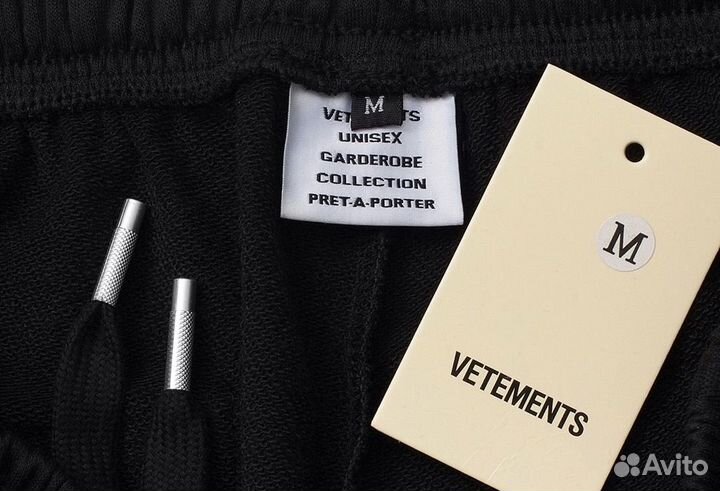 M
UNISEX
GARDEROBE
COLLECTION
PRET-A-PORTER
M
VETEMENTS
Avito